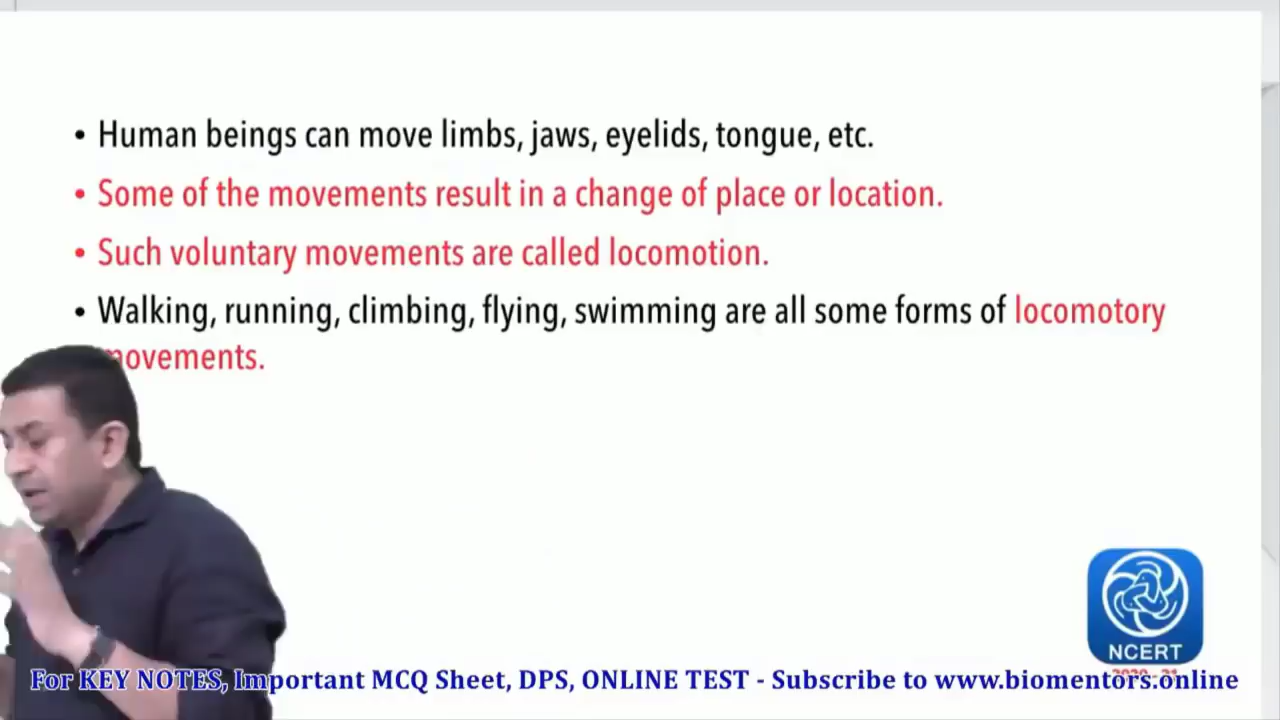 • Human beings can move limbs, jaws, eyelids, tongue, etc.
• Some of the movements result in a change of place or location.
• Such voluntary movements are called locomotion.
• Walking, running, climbing, flying, swimming are all some forms of locomotory
movements.
NCERT
2020-21
For KEY NOTES, Important MCQ Sheet, DPS, ONLINE TEST - Subscribe to www.biomentors.online